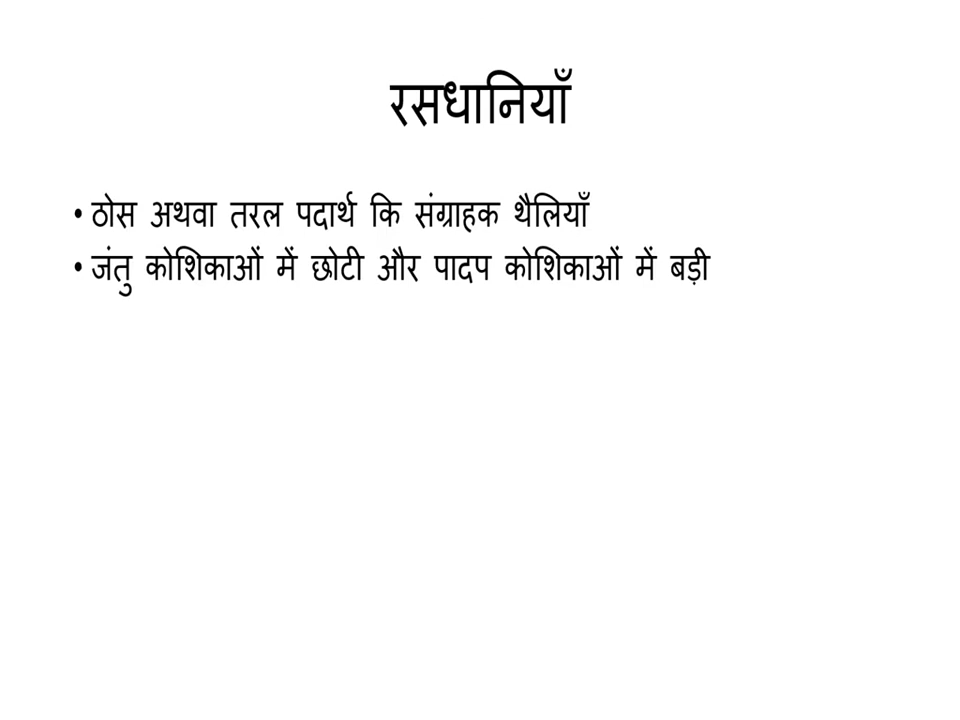 रसधानियाँ
• ठोस अथवा तरल पदार्थ कि संग्राहक थैलियाँ
• जंतु कोशिकाओं में छोटी और पादप कोशिकाओं में बड़ी